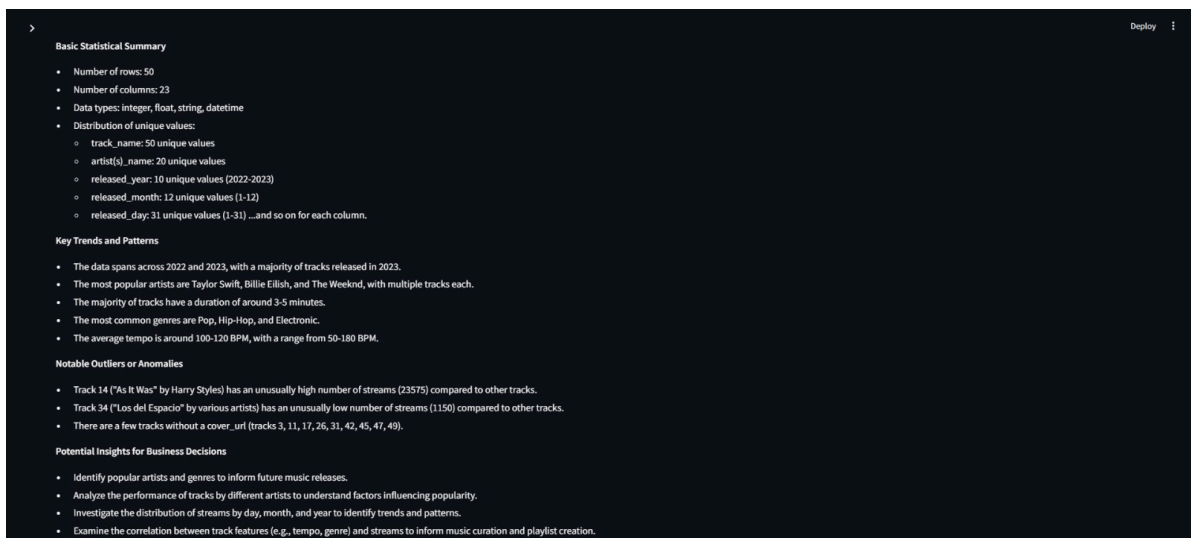 Deploy
Basic Statistical Summary
• Number of rows: 50
• Number of columns: 23
• Data types: integer, float, string, datetime
• Distribution of unique values:
◦ track_name: 50 unique values
◦ artist(s)_name: 20 unique values
◦ released_year: 10 unique values (2022-2023)
◦ released_month: 12 unique values (1-12)
◦ released_day: 31 unique values (1-31) ...and so on for each column.
Key Trends and Patterns
• The data spans across 2022 and 2023, with a majority of tracks released in 2023.
• The most popular artists are Taylor Swift, Billie Eilish, and The Weeknd, with multiple tracks each.
• The majority of tracks have a duration of around 3-5 minutes.
• The most common genres are Pop, Hip-Hop, and Electronic.
• The average tempo is around 100-120 BPM, with a range from 50-180 BPM.
Notable Outliers or Anomalies
• Track 14 ("As It Was" by Harry Styles) has an unusually high number of streams (23575) compared to other tracks.
• Track 34 ("Los del Espacio" by various artists) has an unusually low number of streams (1150) compared to other tracks.
• There are a few tracks without a cover_url (tracks 3, 11, 17, 26, 31, 42, 45, 47, 49).
Potential Insights for Business Decisions
• Identify popular artists and genres to inform future music releases.
• Analyze the performance of tracks by different artists to understand factors influencing popularity.
• Investigate the distribution of streams by day, month, and year to identify trends and patterns.
• Examine the correlation between track features (e.g., tempo, genre) and streams to inform music curation and playlist creation.